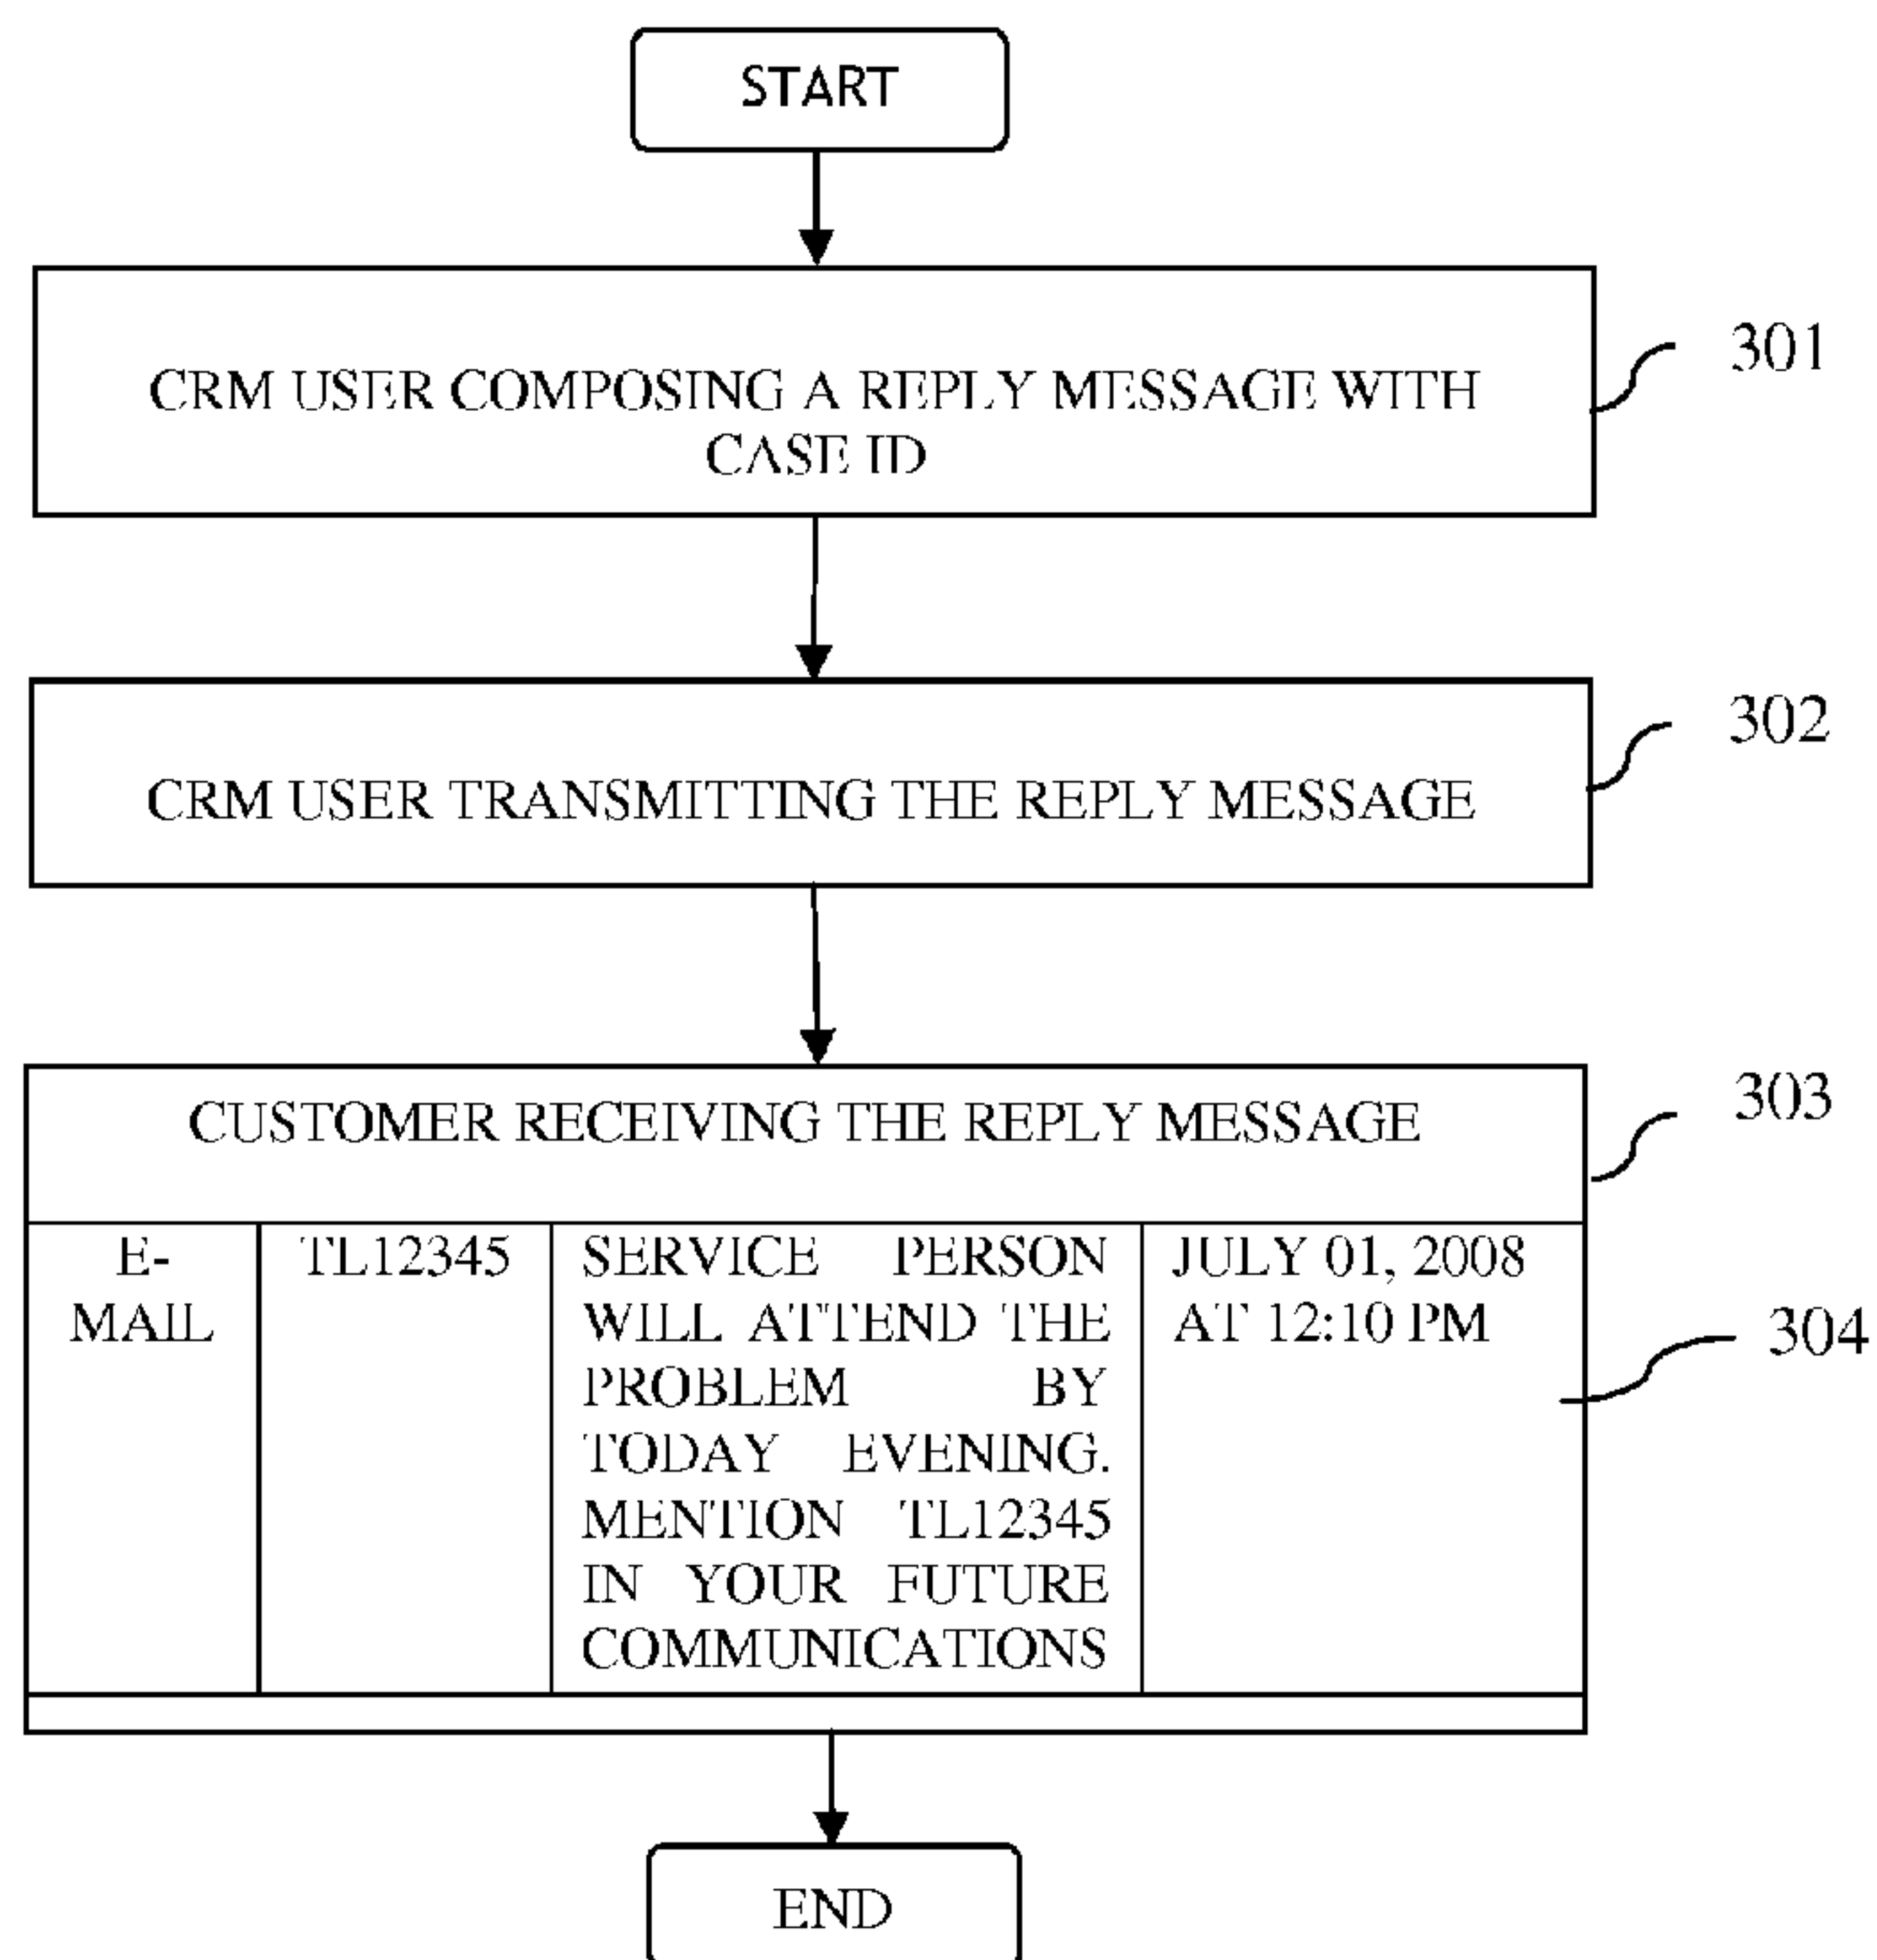 START
CRM USER COMPOSING A REPLY MESSAGE WITH
CASE ID
301
CRM USER TRANSMITTING THE REPLY MESSAGE
302
CUSTOMER RECEIVING THE REPLY MESSAGE
303
E-
MAIL
TL12345
SERVICE PERSON
WILL ATTEND THE
PROBLEM BY
TODAY EVENING.
MENTION TL12345
IN YOUR FUTURE
COMMUNICATIONS
JULY 01, 2008
AT 12:10 PM
304
END